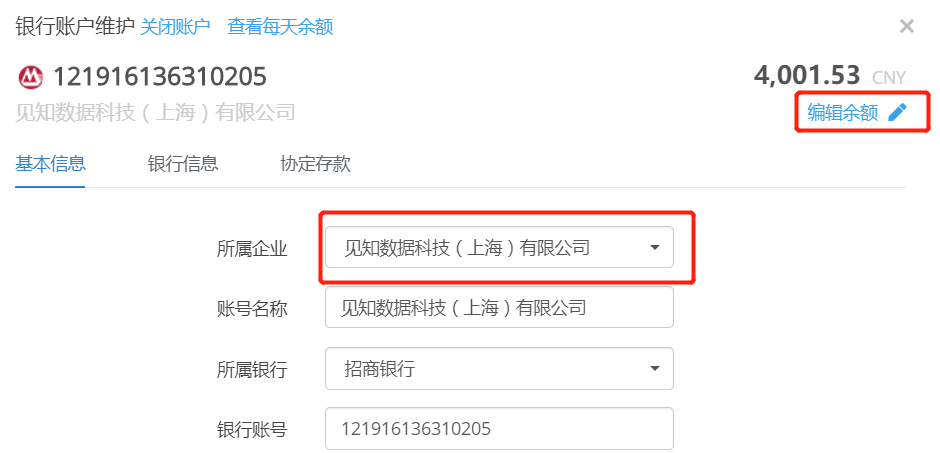 银行账户维护 关闭账户 查看每天余额 ×
121916136310205 4,001.53 CNY
见知数据科技（上海）有限公司 编辑余额
基本信息 银行信息 协定存款
所属企业 见知数据科技（上海）有限公司
账号名称 见知数据科技（上海）有限公司
所属银行 招商银行
银行账号 121916136310205